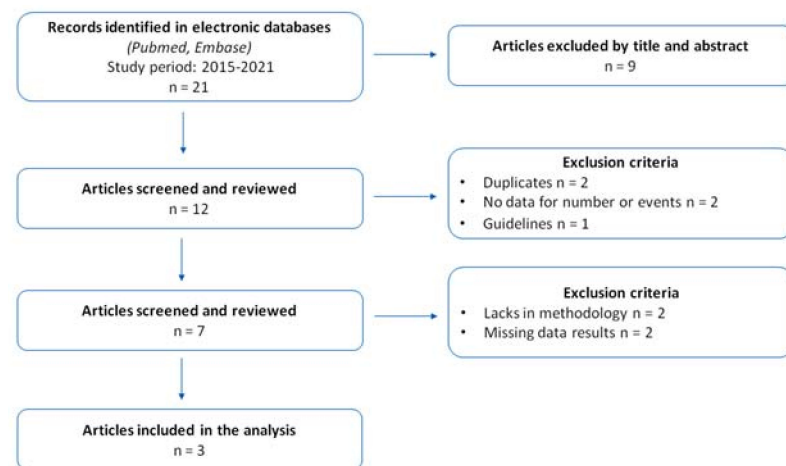 Records identified in electronic databases
(Pubmed, Embase)
Study period: 2015-2021
n = 21
Articles excluded by title and abstract
n = 9
Articles screened and reviewed
n = 12
Exclusion criteria
• Duplicates n = 2
• No data for number or events n = 2
• Guidelines n = 1
Articles screened and reviewed
n = 7
Exclusion criteria
• Lacks in methodology n = 2
• Missing data results n = 2
Articles included in the analysis
n = 3